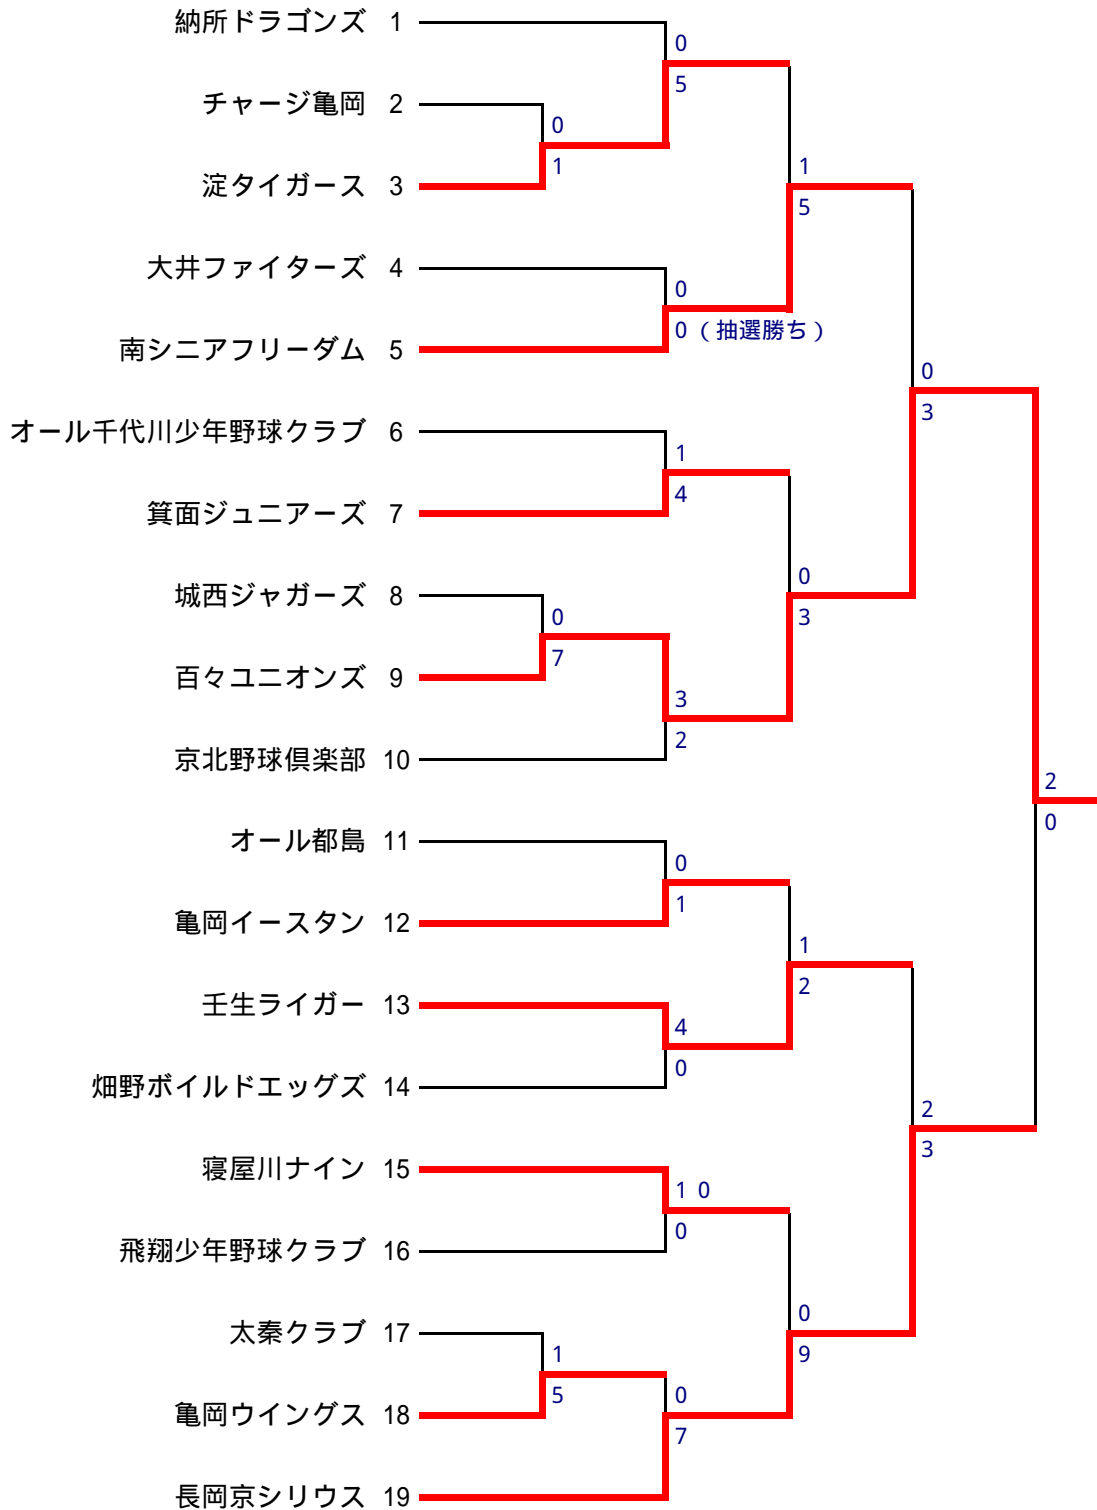 納所ドラゴンズ 1
0
5
チャージ亀岡 2
0
1
淀タイガース 3
1
5
大井ファイターズ 4
0
0（抽選勝ち）
南シニアフリーダム 5
0
3
オール千代川少年野球クラブ 6
1
4
箕面ジュニアーズ 7
0
3
城西ジャガーズ 8
0
7
百々ユニオンズ 9
3
2
京北野球倶楽部 10
2
0
オール都島 11
0
1
亀岡イースタン 12
1
2
壬生ライガー 13
4
0
畑野ボイルドエッグズ 14
2
3
寝屋川ナイン 15
1 0
0
飛翔少年野球クラブ 16
0
9
太秦クラブ 17
1
5
亀岡ウイングス 18
0
7
長岡京シリウス 19